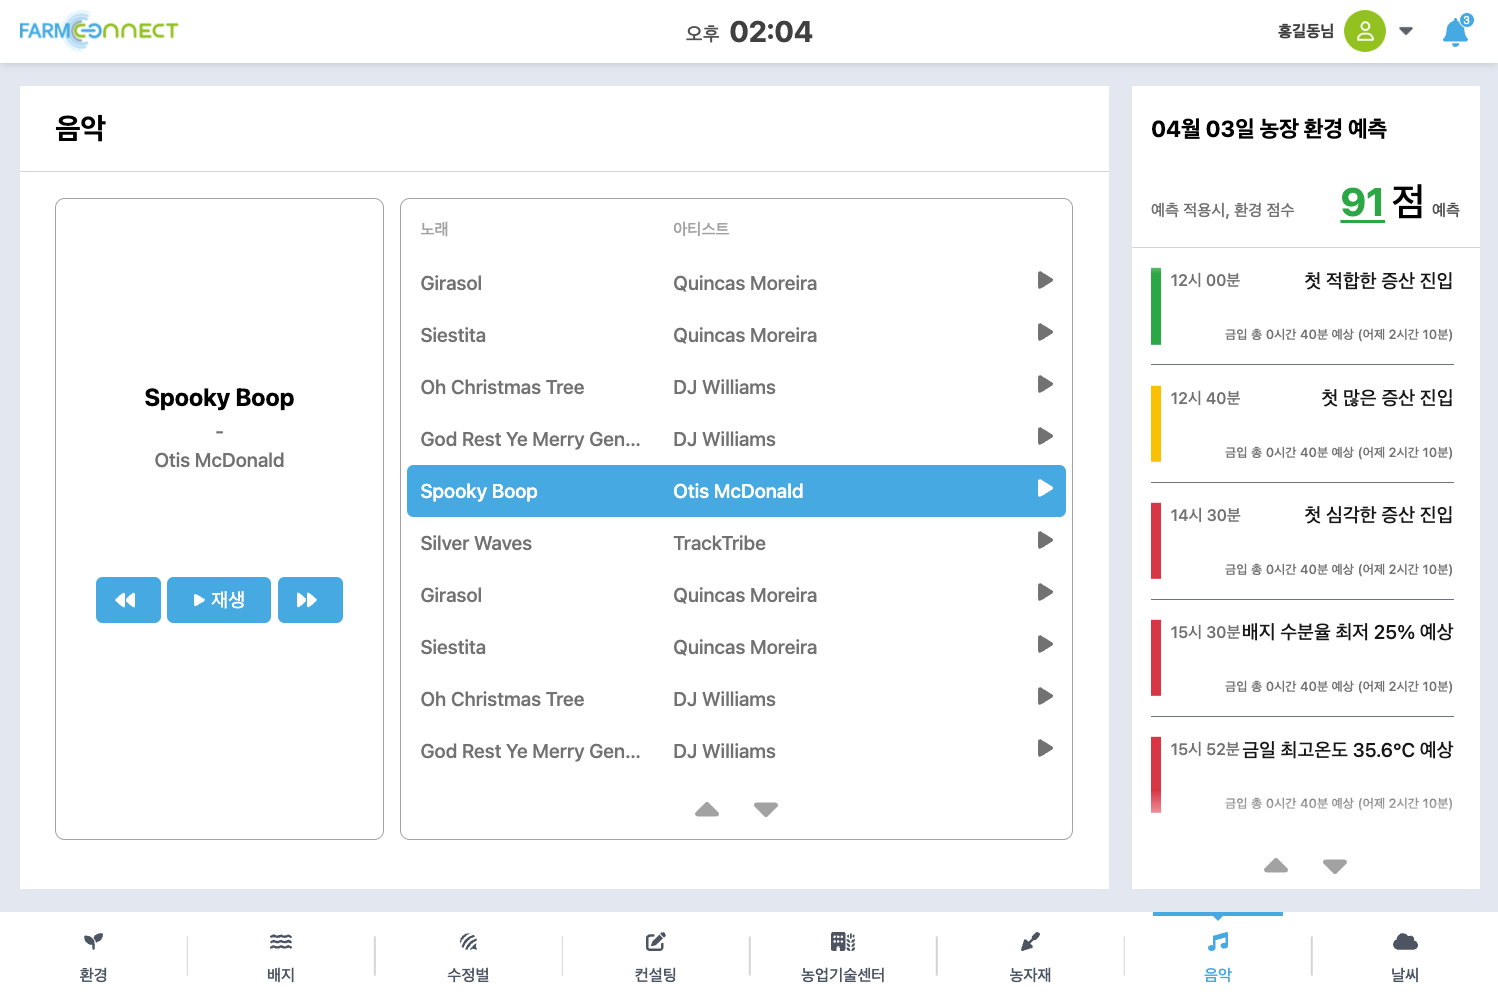 FARMCONNECT
오후 02:04
홍길동님
3
음악
Spooky Boop
-
Otis McDonald
재생
노래 아티스트
Girasol Quincas Moreira
Siestita Quincas Moreira
Oh Christmas Tree DJ Williams
God Rest Ye Merry Gen... DJ Williams
Spooky Boop Otis McDonald
Silver Waves TrackTribe
Girasol Quincas Moreira
Siestita Quincas Moreira
Oh Christmas Tree DJ Williams
God Rest Ye Merry Gen... DJ Williams
04월 03일 농장 환경 예측
예측 적용시, 환경 점수 91 점 예측
12시 00분 첫 적합한 증산 진입
금입 총 0시간 40분 예상 (어제 2시간 10분)
12시 40분 첫 많은 증산 진입
금입 총 0시간 40분 예상 (어제 2시간 10분)
14시 30분 첫 심각한 증산 진입
금입 총 0시간 40분 예상 (어제 2시간 10분)
15시 30분 배지 수분율 최저 25% 예상
금입 총 0시간 40분 예상 (어제 2시간 10분)
15시 52분 금일 최고온도 35.6°C 예상
금입 총 0시간 40분 예상 (어제 2시간 10분)
환경 배지 수정벌 컨설팅 농업기술센터 농자재 음악 날씨